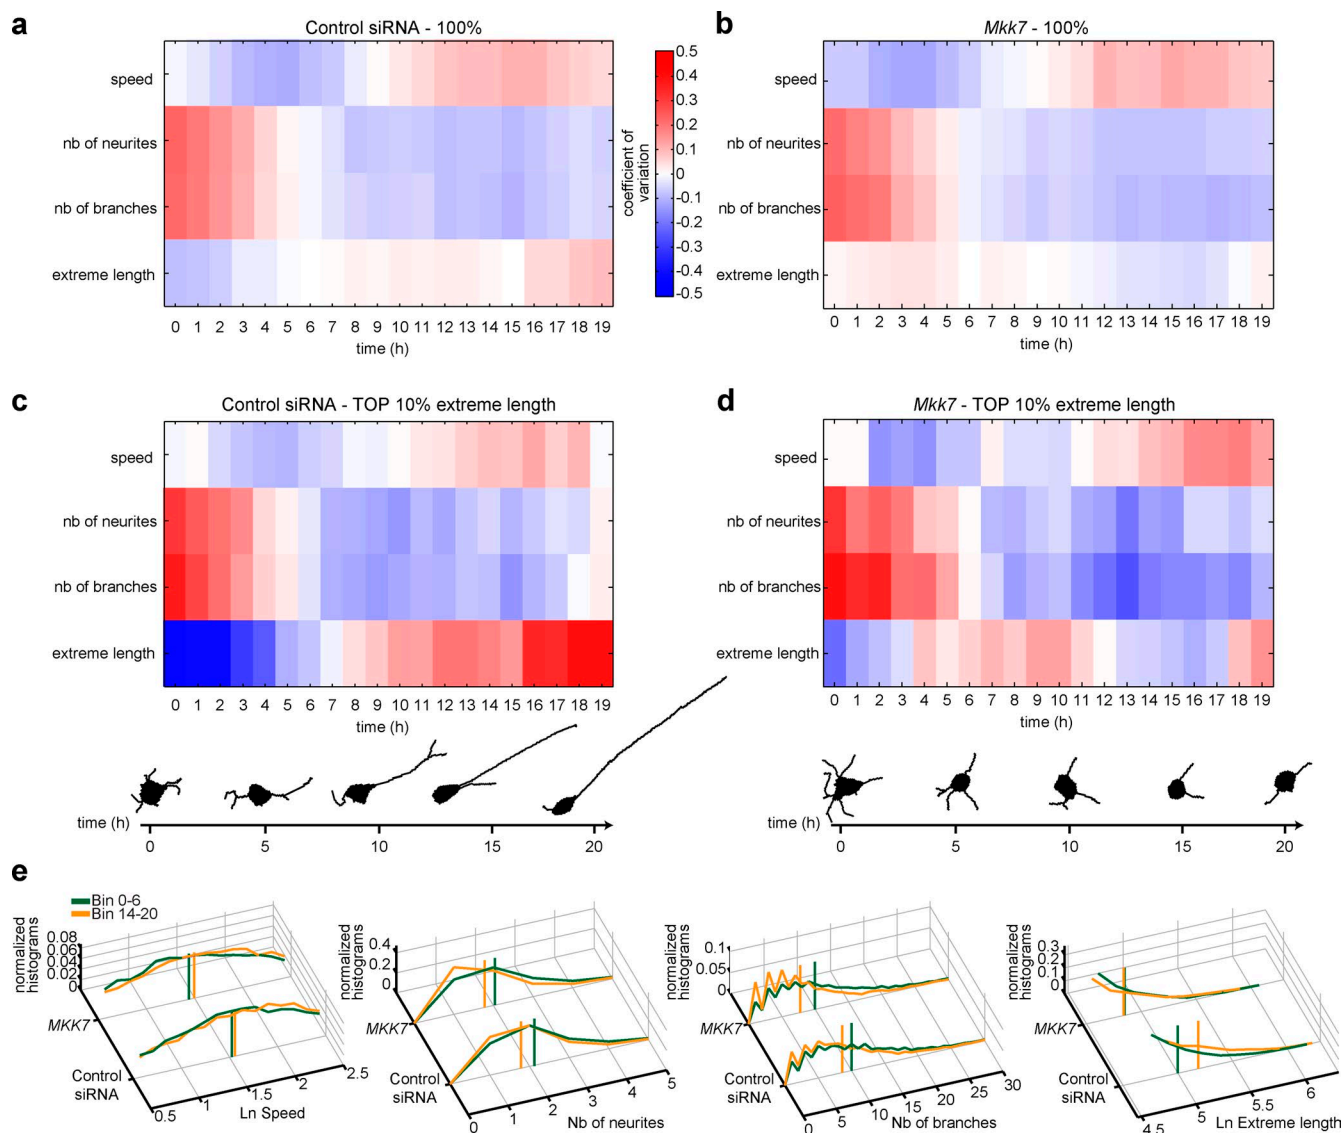 a
Control siRNA - 100%
speed
nb of neurites
nb of branches
extreme length
0 1 2 3 4 5 6 7 8 9 10 11 12 13 14 15 16 17 18 19
time (h)
0.5
0.4
0.3
0.2
0.1
0
-0.1
-0.2
-0.3
-0.4
-0.5
coefficient of
variation
b
Mkk7 - 100%
speed
nb of neurites
nb of branches
extreme length
0 1 2 3 4 5 6 7 8 9 10 11 12 13 14 15 16 17 18 19
time (h)
c
Control siRNA - TOP 10% extreme length
speed
nb of neurites
nb of branches
extreme length
0 1 2 3 4 5 6 7 8 9 10 11 12 13 14 15 16 17 18 19
time (h)
time (h)
0 5 10 15 20
d
Mkk7 - TOP 10% extreme length
speed
nb of neurites
nb of branches
extreme length
0 1 2 3 4 5 6 7 8 9 10 11 12 13 14 15 16 17 18 19
time (h)
time (h)
0 5 10 15 20
e
Bin 0-6
Bin 14-20
normalized
histograms
0.08
0.06
0.04
0.02
0
MKK7
Control
siRNA
0.5 1 1.5 2 2.5
Ln Speed
normalized
histograms
0.4
0.2
0
MKK7
Control
siRNA
0 1 2 3 4 5
Nb of neurites
normalized
histograms
0.1
0.05
0
MKK7
Control
siRNA
0 5 10 15 20 25 30
Nb of branches
normalized
histograms
0.3
0.2
0.1
0
MKK7
Control
siRNA
4.5 5 5.5 6
Ln Extreme length